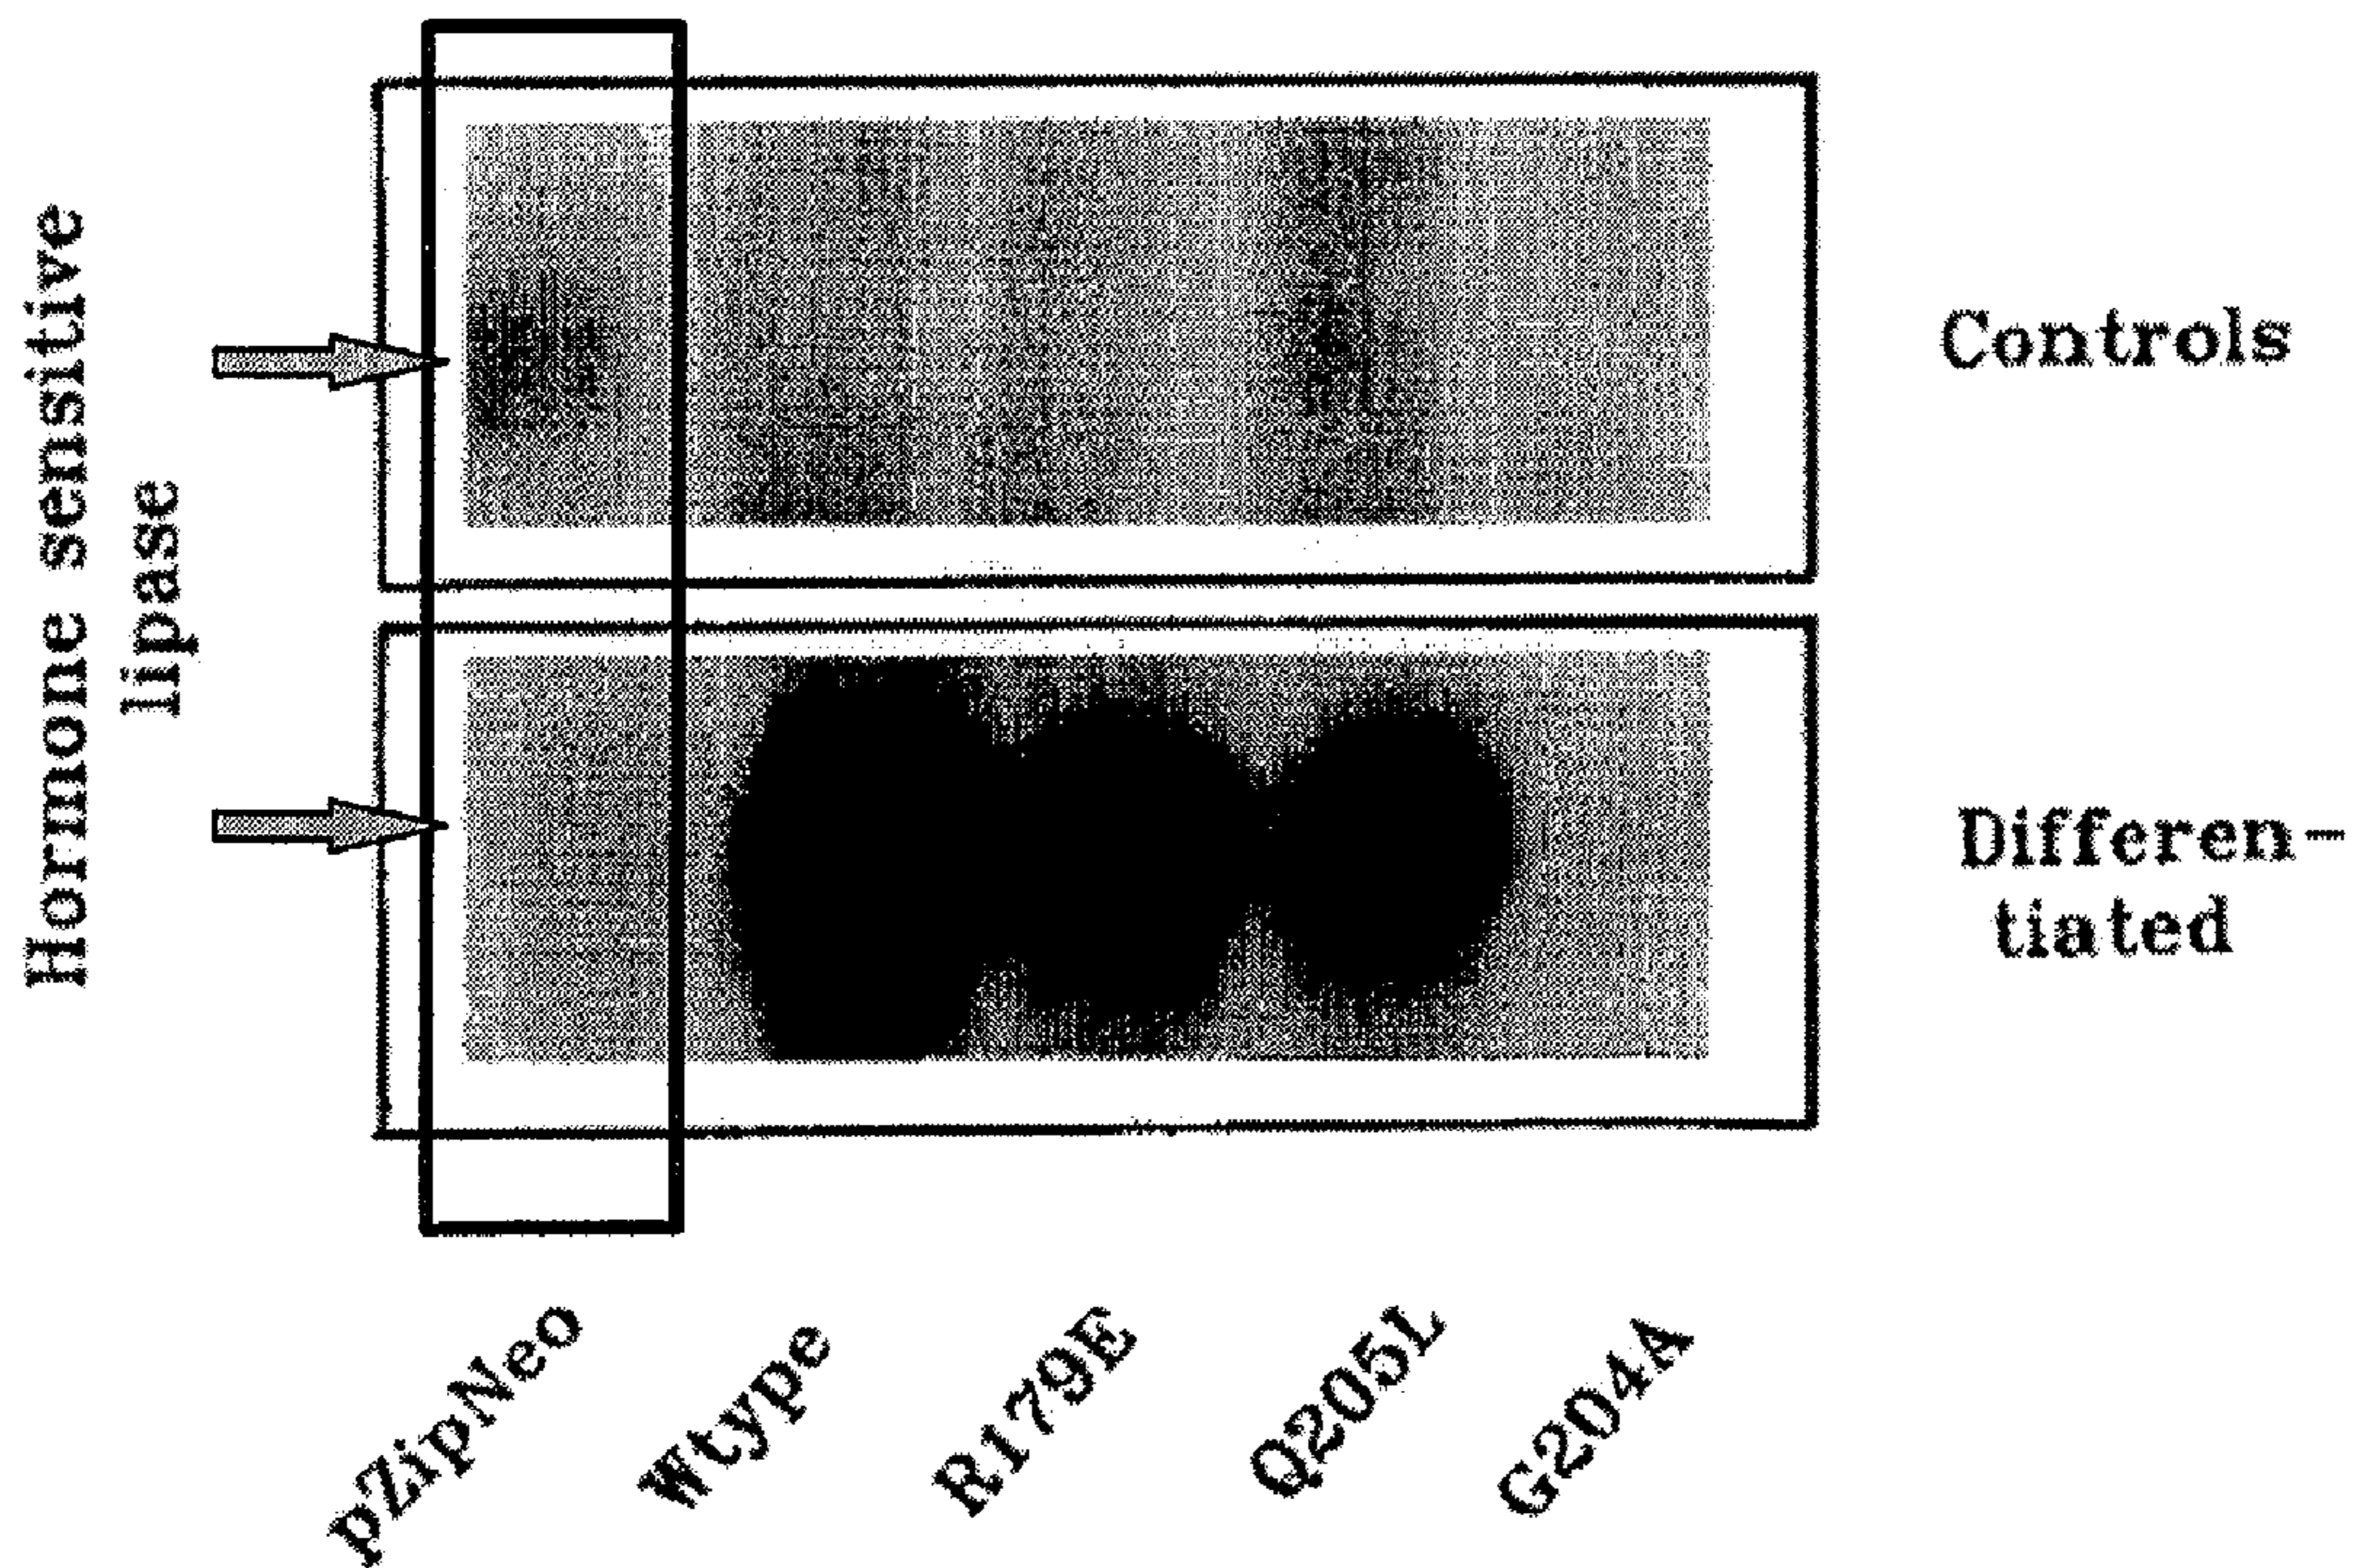 Hormone sensitive
lipase
Controls
Differen-
tiated
pZipNeo
Wtype
R179E
Q205L
G204A